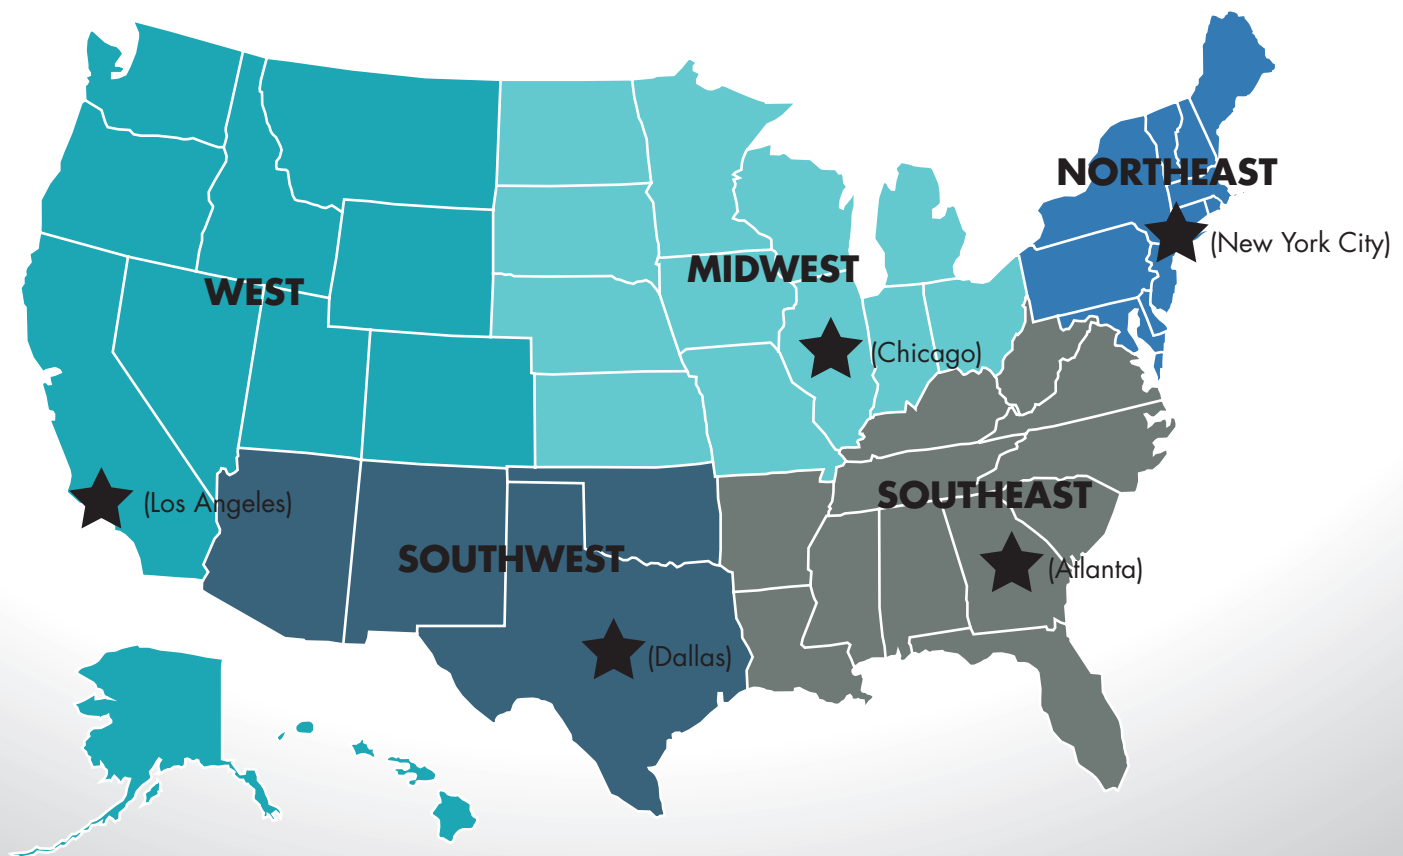 NORTHEAST
(New York City)
MIDWEST
WEST
(Chicago)
(Los Angeles)
SOUTHEAST
SOUTHWEST
(Atlanta)
(Dallas)